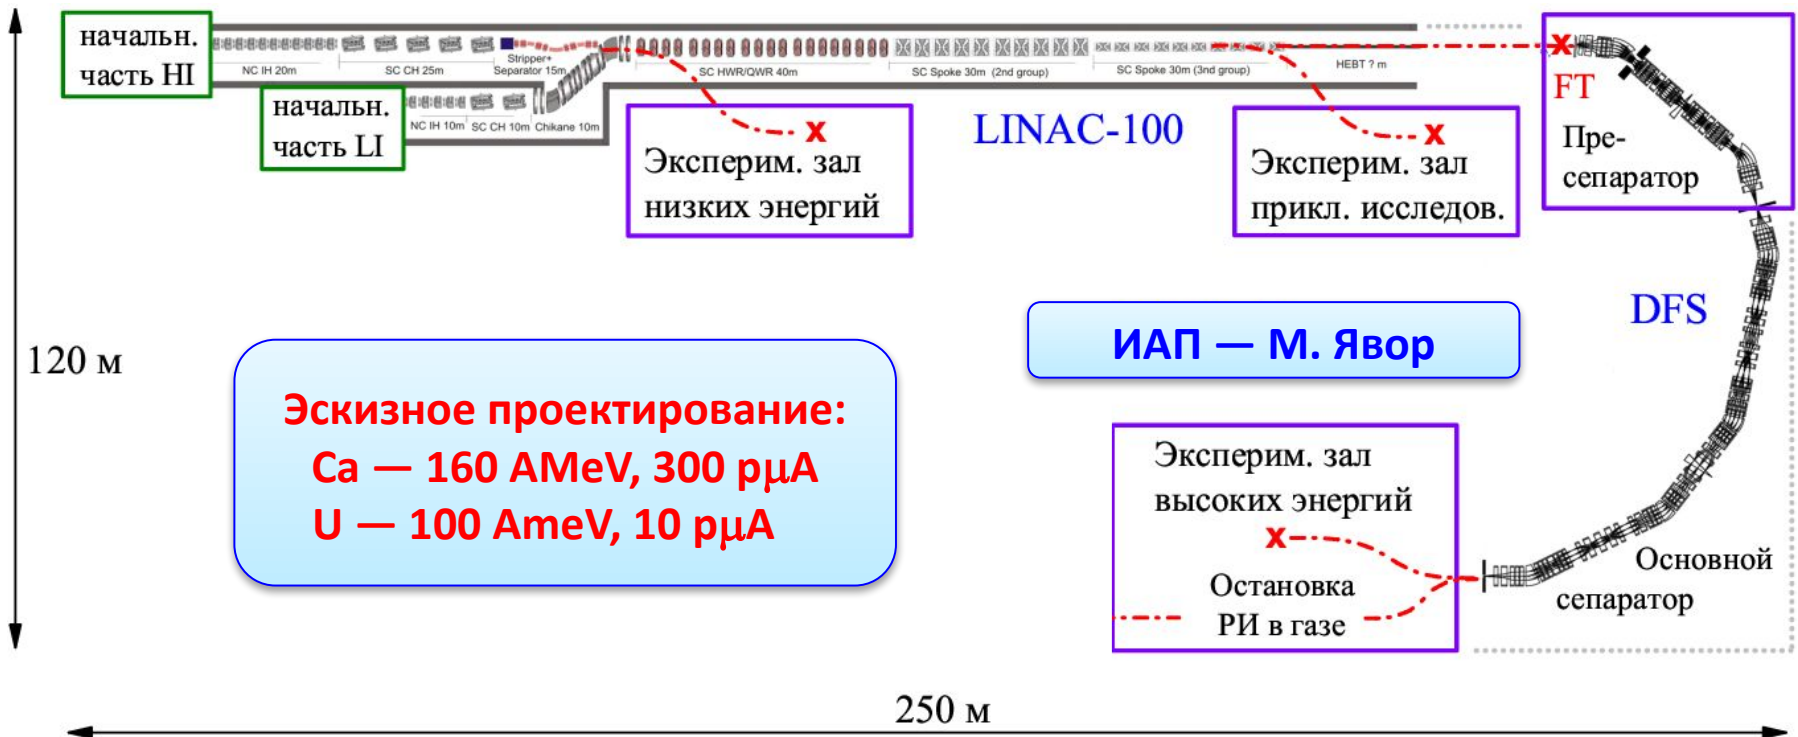 начальн.
часть HI
NC IH 20m
SC CH 25m
Stripper+
Separator 15m
SC HWR/QWR 40m
SC Spoke 30m (2nd group)
SC Spoke 30m (3nd group)
HEBT ? m
FT
Пре-
сепаратор
начальн.
часть LI
NC IH 10m
SC CH 10m
Chikane 10m
x
Эксперим. зал
низких энергий
LINAC-100
x
Эксперим. зал
прикл. исследов.
x
DFS
120 м
ИАП — М. Явор
Эскизное проектирование:
Ca — 160 AMeV, 300 pμA
U — 100 AmeV, 10 pμA
Эксперим. зал
высоких энергий
x
Остановка
РИ в газе
Основной
сепаратор
250 м